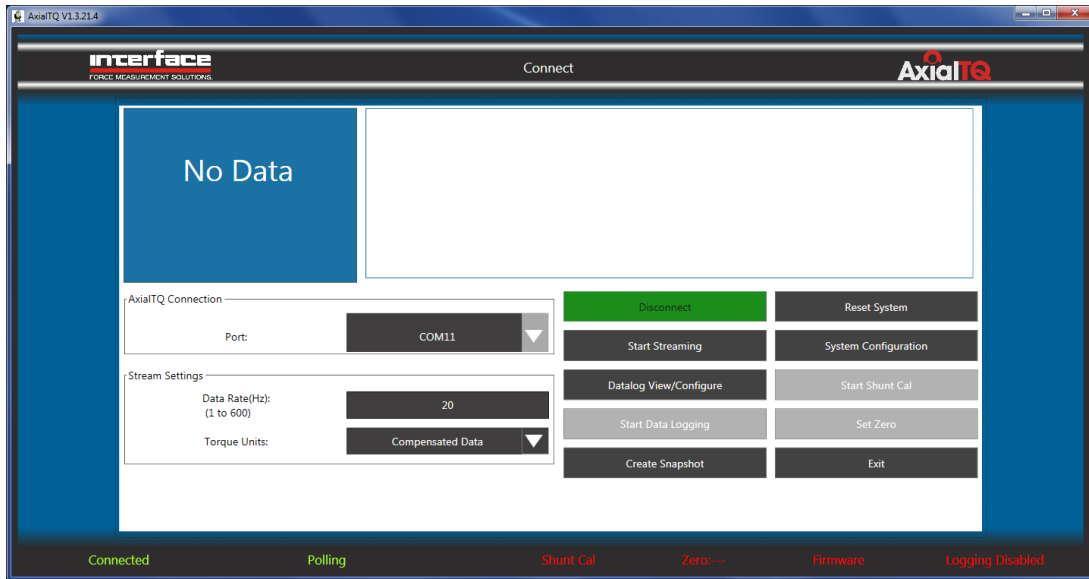 AxialTQ V1.3.21.4
interface
FORCE MEASUREMENT SOLUTIONS.
Connect
AxialTQ
No Data
AxialTQ Connection
Port:
COM11
Stream Settings
Data Rate(Hz):
(1 to 600)
20
Torque Units:
Compensated Data
Disconnect
Reset System
Start Streaming
System Configuration
Datalog View/Configure
Start Shunt Cal
Start Data Logging
Set Zero
Create Snapshot
Exit
Connected
Polling
Shunt Cal
Zero:---
Firmware
Logging Disabled